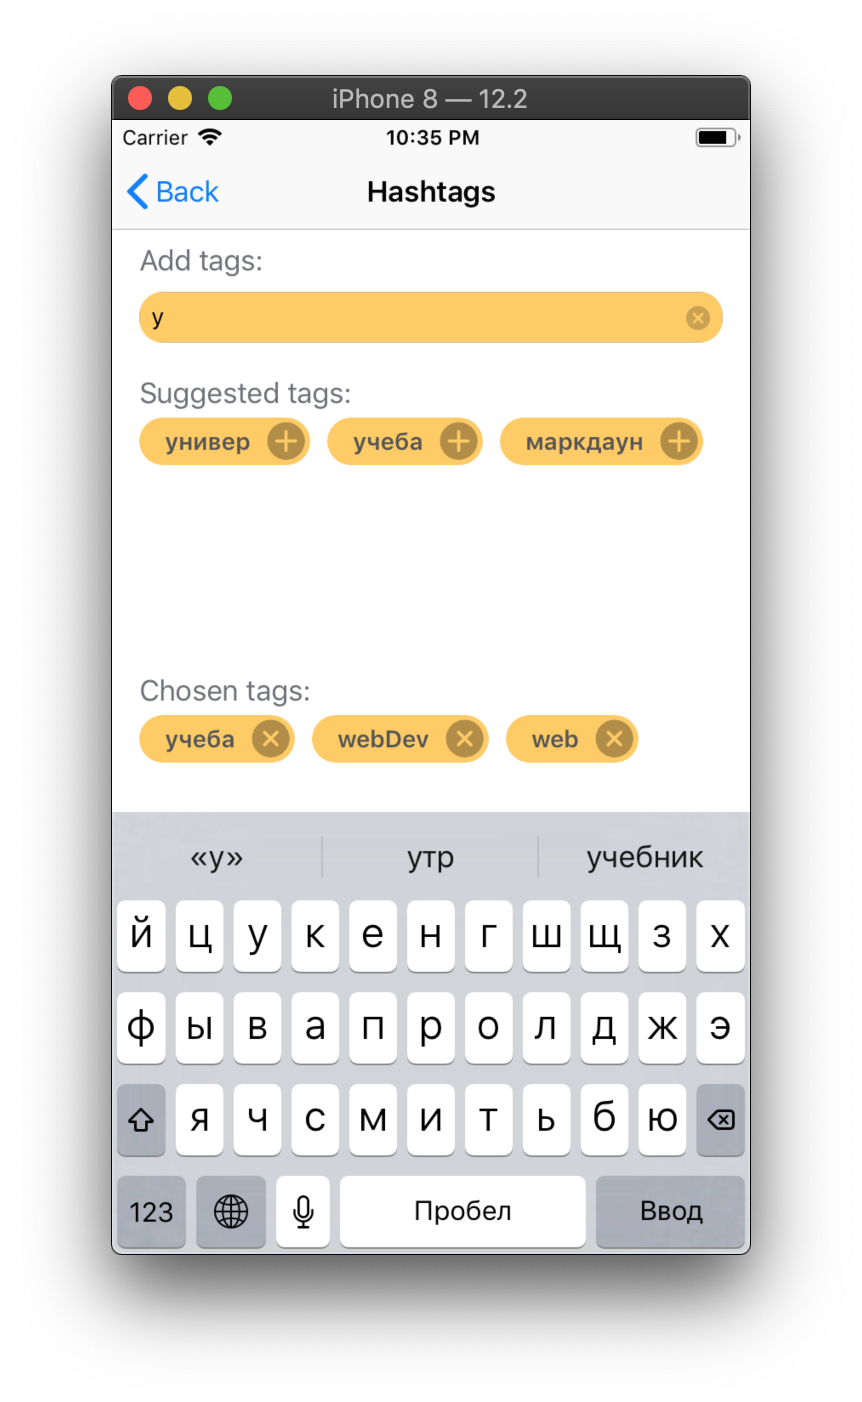 iPhone 8 — 12.2
Carrier 10:35 PM
Back Hashtags
Add tags:
у
Suggested tags:
универ учеба маркдаун
Chosen tags:
учеба webDev web
«у» утр учебник
й ц у к е н г ш щ з х
ф ы в а п р о л д ж э
я ч с м и т ь б ю
123 Пробел Ввод